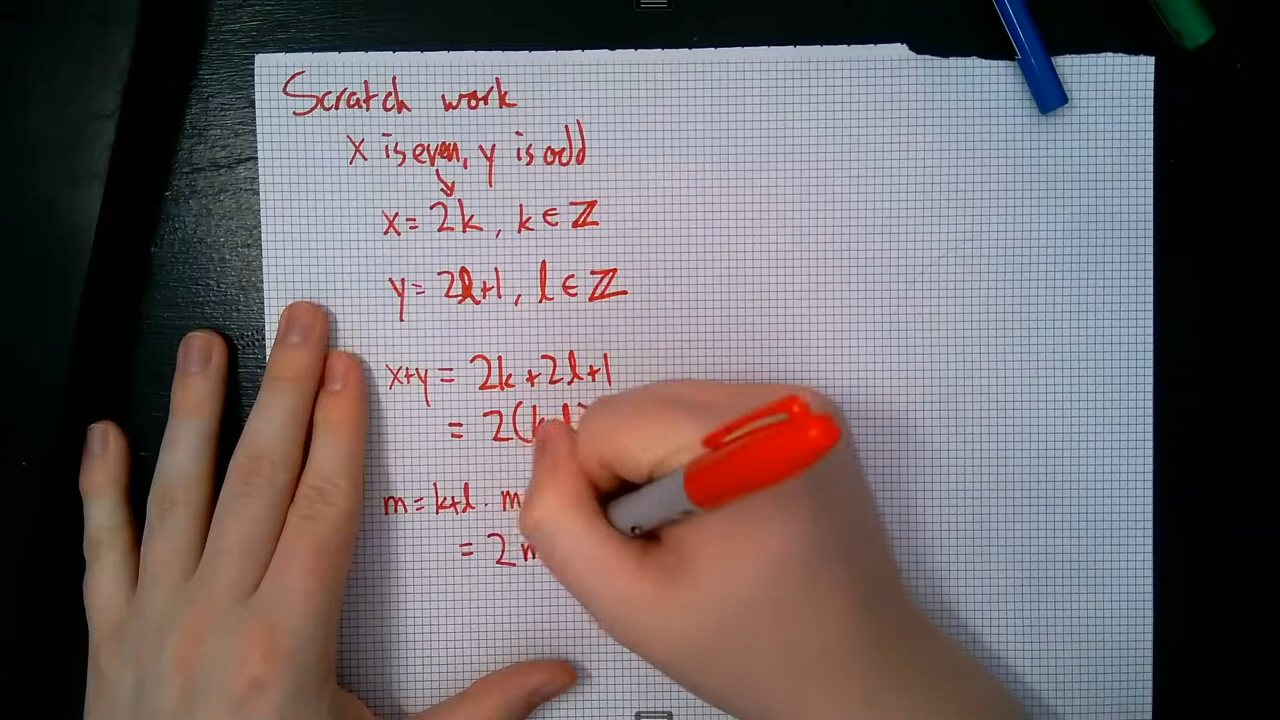 Scratch work
x is even, y is odd
x = 2k, k ∈ ℤ
y = 2l+1, l ∈ ℤ
x+y = 2k+2l+1
= 2(k+l)
m = k+l. m
= 2m